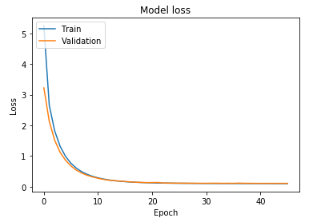 Model loss
Train
Validation
5
4
3
2
1
0
Loss
0 10 20 30 40
Epoch